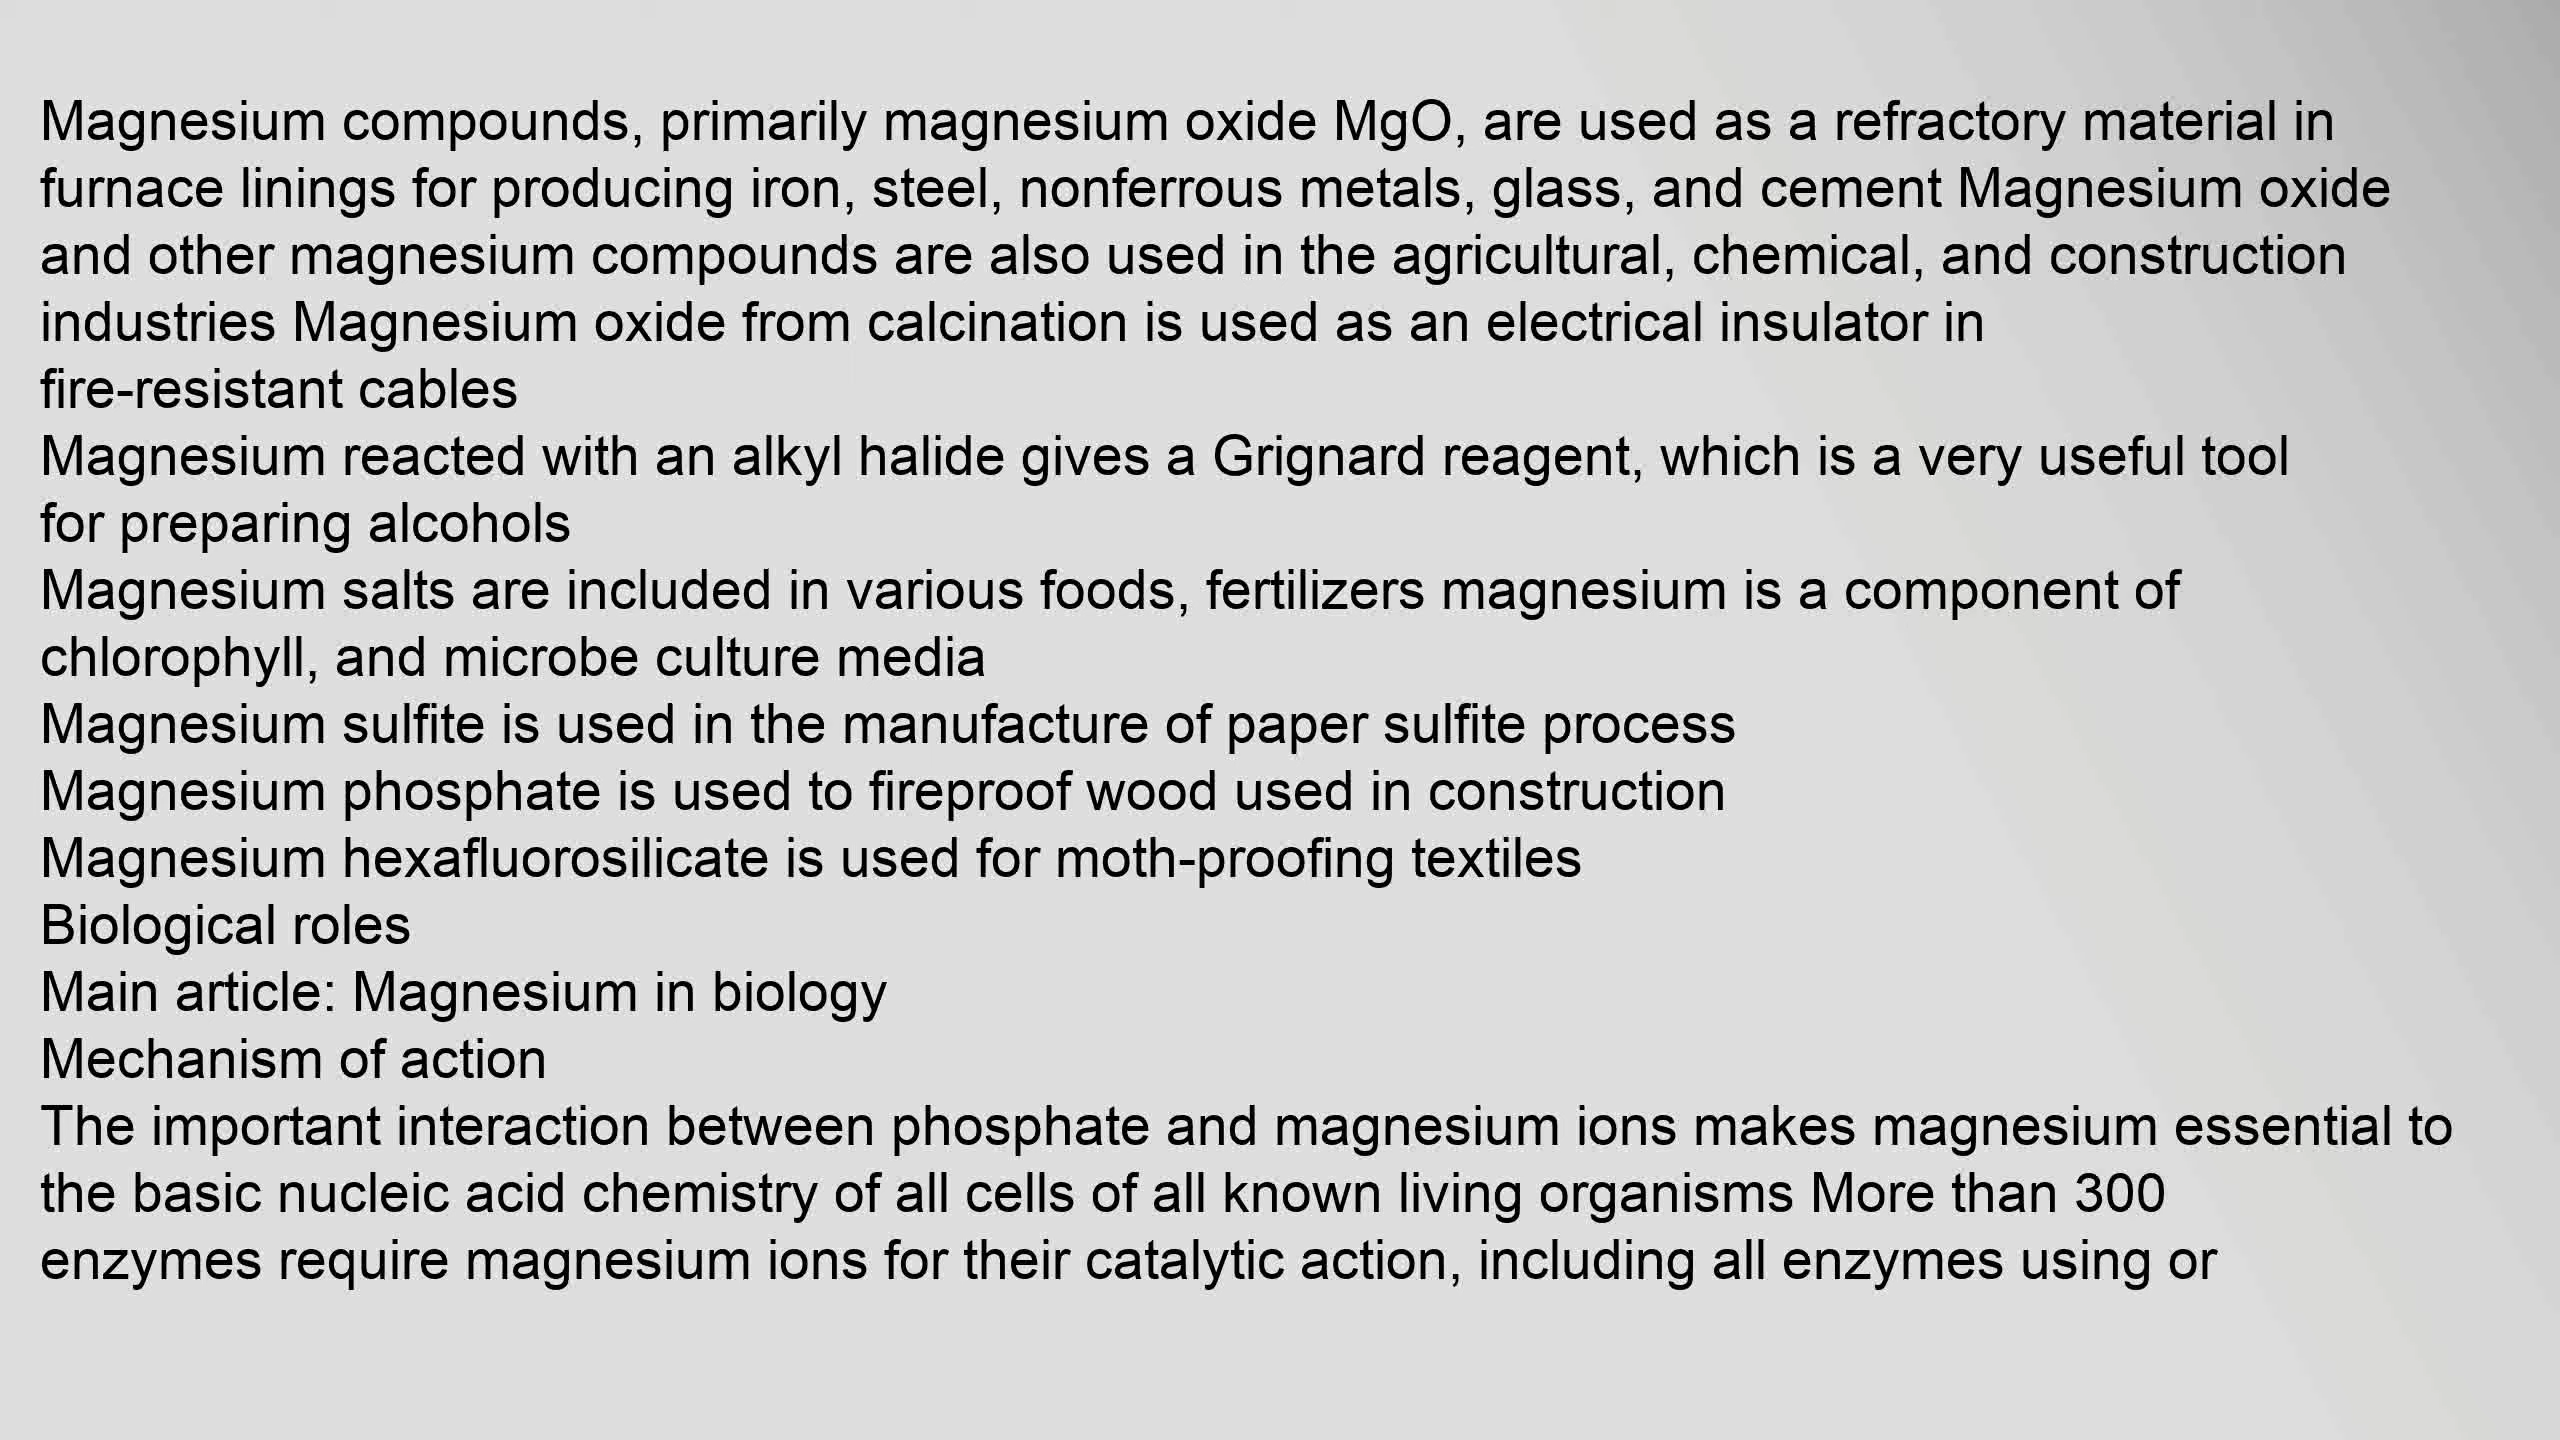 Magnesium compounds, primarily magnesium oxide MgO, are used as a refractory material in
furnace linings for producing iron, steel, nonferrous metals, glass, and cement Magnesium oxide
and other magnesium compounds are also used in the agricultural, chemical, and construction
industries Magnesium oxide from calcination is used as an electrical insulator in
fire-resistant cables
Magnesium reacted with an alkyl halide gives a Grignard reagent, which is a very useful tool
for preparing alcohols
Magnesium salts are included in various foods, fertilizers magnesium is a component of
chlorophyll, and microbe culture media
Magnesium sulfite is used in the manufacture of paper sulfite process
Magnesium phosphate is used to fireproof wood used in construction
Magnesium hexafluorosilicate is used for moth-proofing textiles
Biological roles
Main article: Magnesium in biology
Mechanism of action
The important interaction between phosphate and magnesium ions makes magnesium essential to
the basic nucleic acid chemistry of all cells of all known living organisms More than 300
enzymes require magnesium ions for their catalytic action, including all enzymes using or